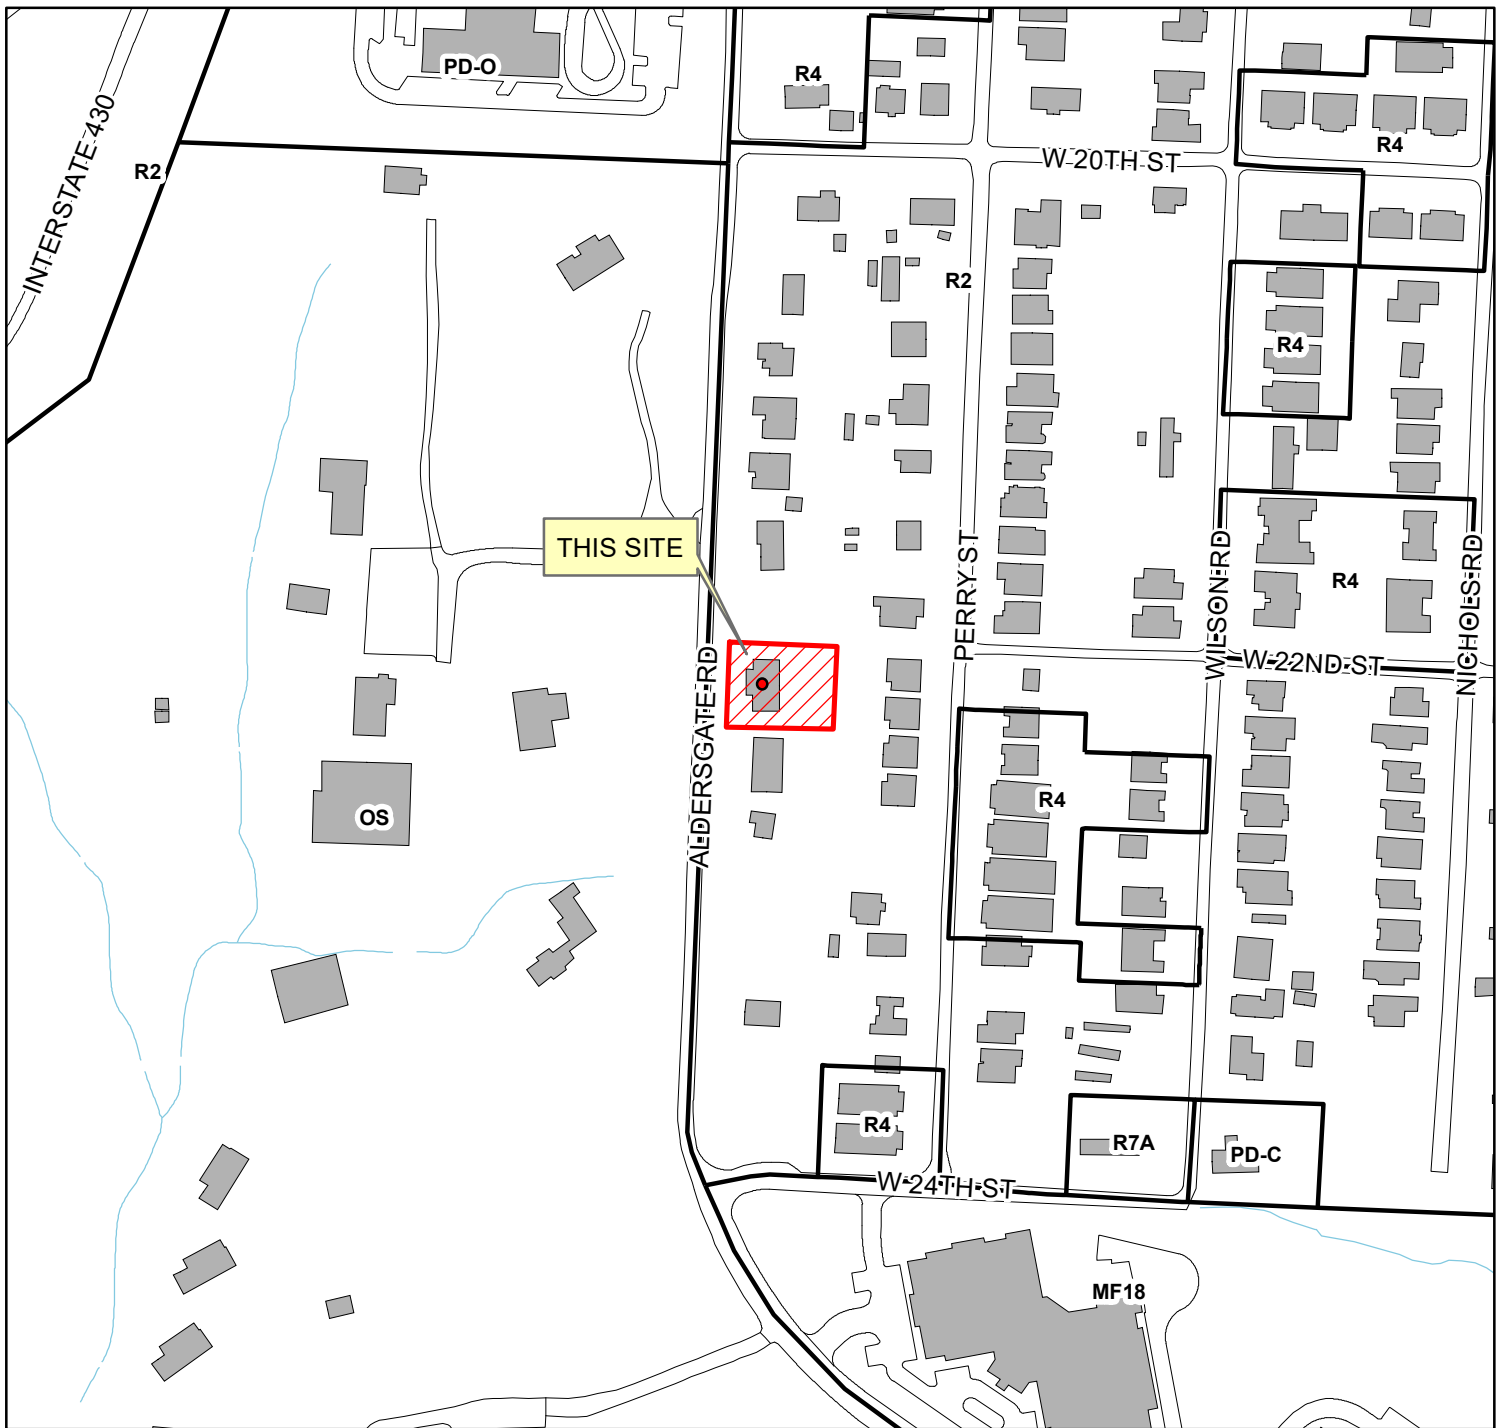 PD-O
R4
INTERSTATE 430
R2
W 20TH ST
R4
R2
R4
THIS SITE
PERRY ST
WILSON RD
R4
NICHOLS RD
W 22ND ST
ALDERSGATE RD
OS
R4
R4
R7A
PD-C
W 24TH ST
MF18